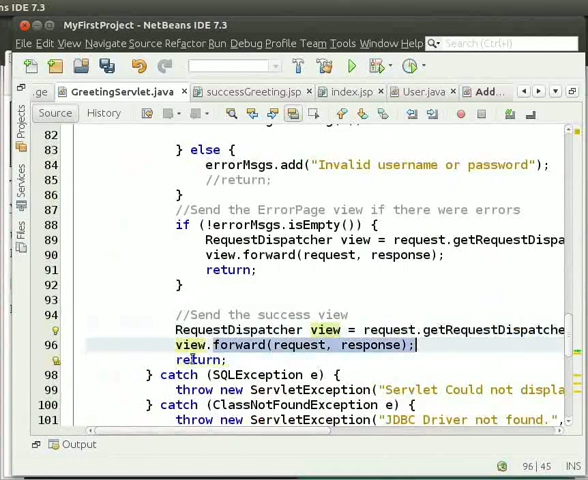 ns IDE 7.3
MyFirstProject - NetBeans IDE 7.3
File Edit View Navigate Source Refactor Run Debug Profile Team Tools Window Help
Search (Ctrl+I)
.ge GreetingServlet.java successGreeting.jsp index.jsp User.java Add...
Source History
Projects
Services
Files
82
83 } else {
84 errorMsgs.add("Invalid username or password");
85 //return;
86 }
87 //Send the ErrorPage view if there were errors
88 if (!errorMsgs.isEmpty()) {
89 RequestDispatcher view = request.getRequestDispa
90 view.forward(request, response);
91 return;
92 }
93
94 //Send the success view
RequestDispatcher view = request.getRequestDispatche
96 view.forward(request, response);
return;
98 } catch (SQLException e) {
99 throw new ServletException("Servlet Could not displa
100 } catch (ClassNotFoundException e) {
101 throw new ServletException("JDBC Driver not found.",
Output
96/45 INS